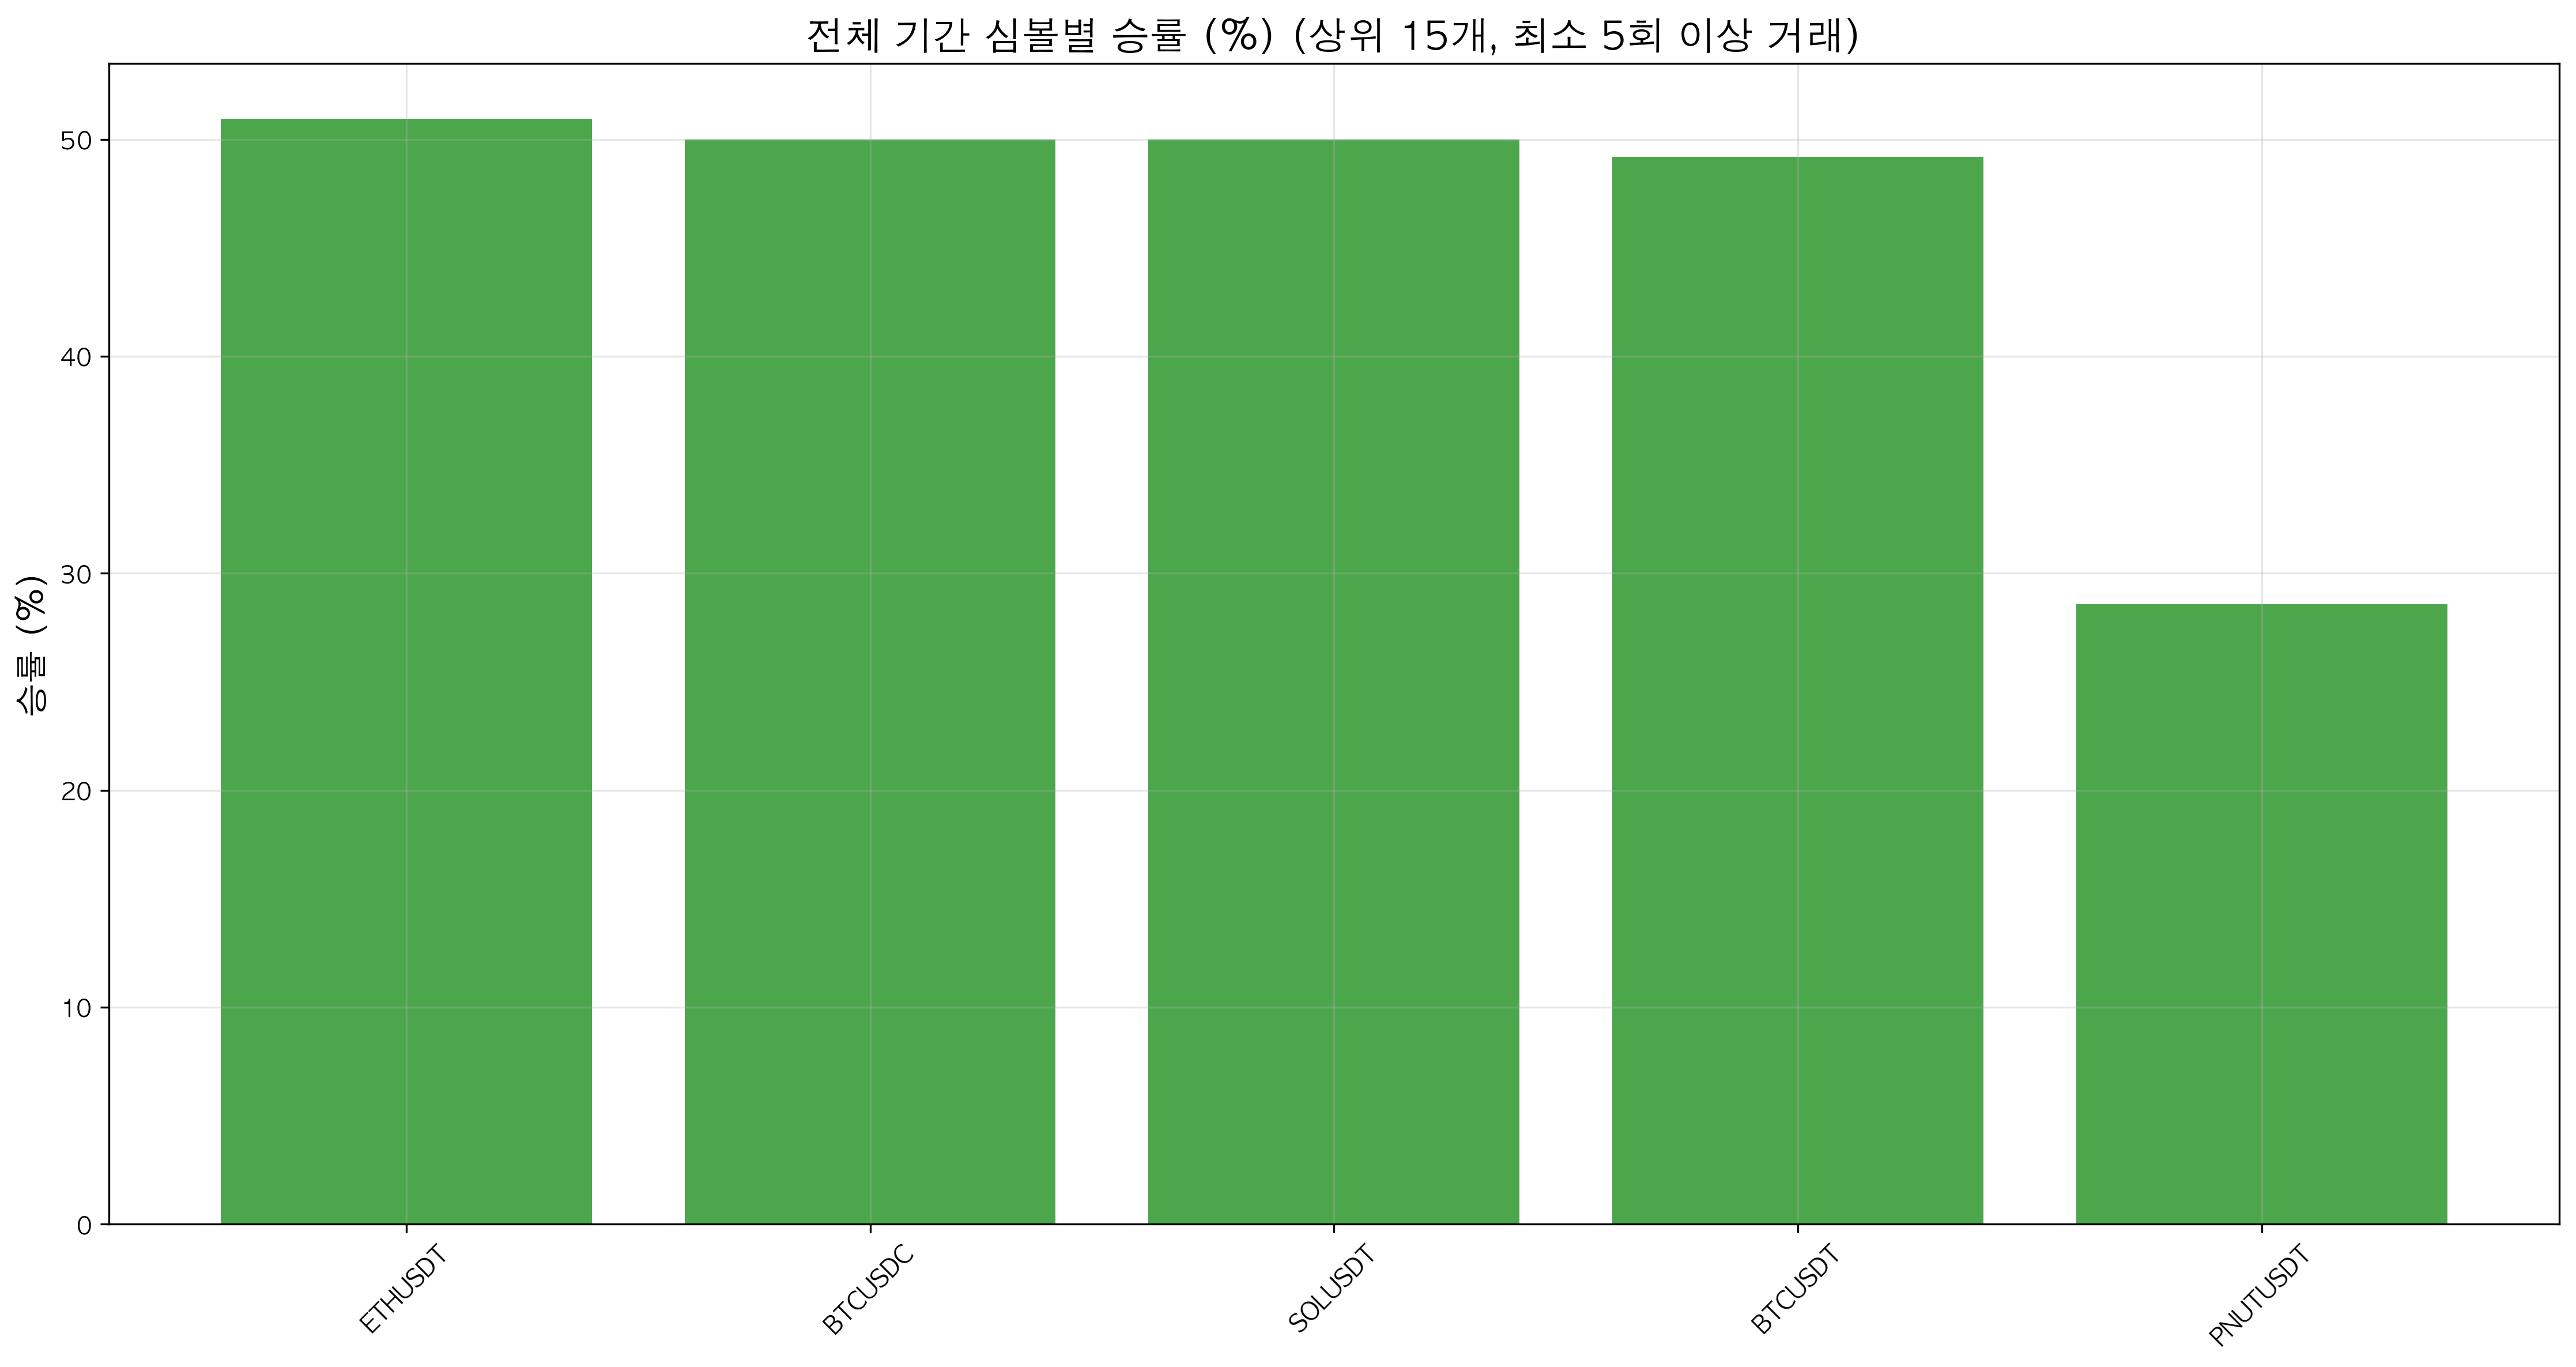 전체 기간 심볼별 승률 (%) (상위 15개, 최소 5회 이상 거래)
승률 (%)
50
40
30
20
10
0
ETHUSDT
BTCUSDC
SOLUSDT
BTCUSDT
PNUTUSDT